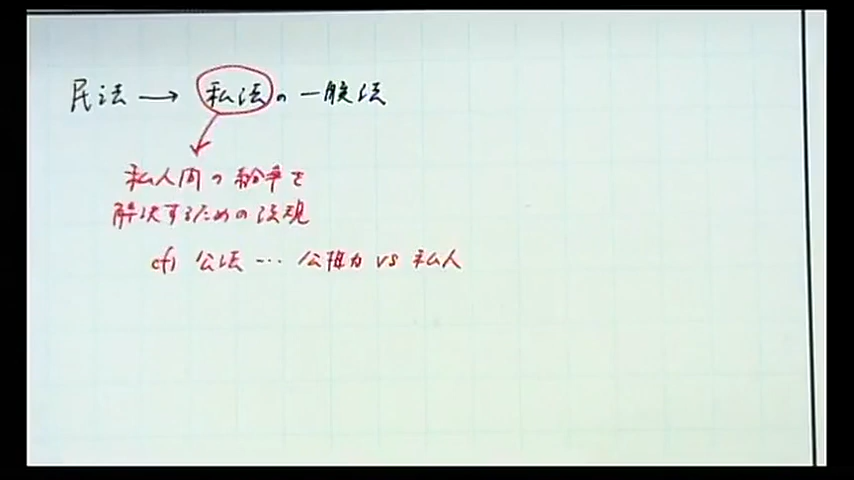 民法 → 私法の一般法
私人間の紛争を
解決するための法規
cf) 公法 … 公権力 vs 私人